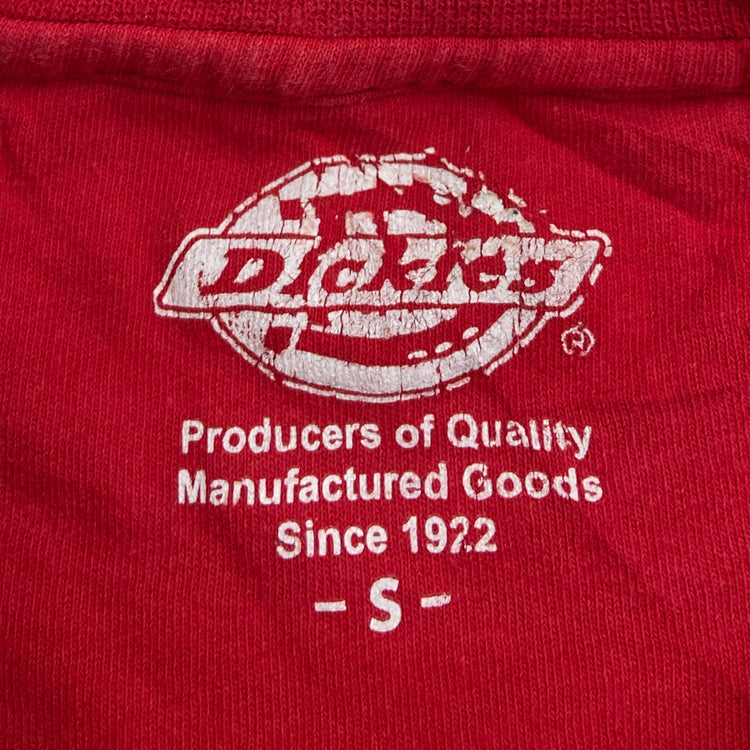 Dickies
®
Producers of Quality
Manufactured Goods
Since 1922
- S -